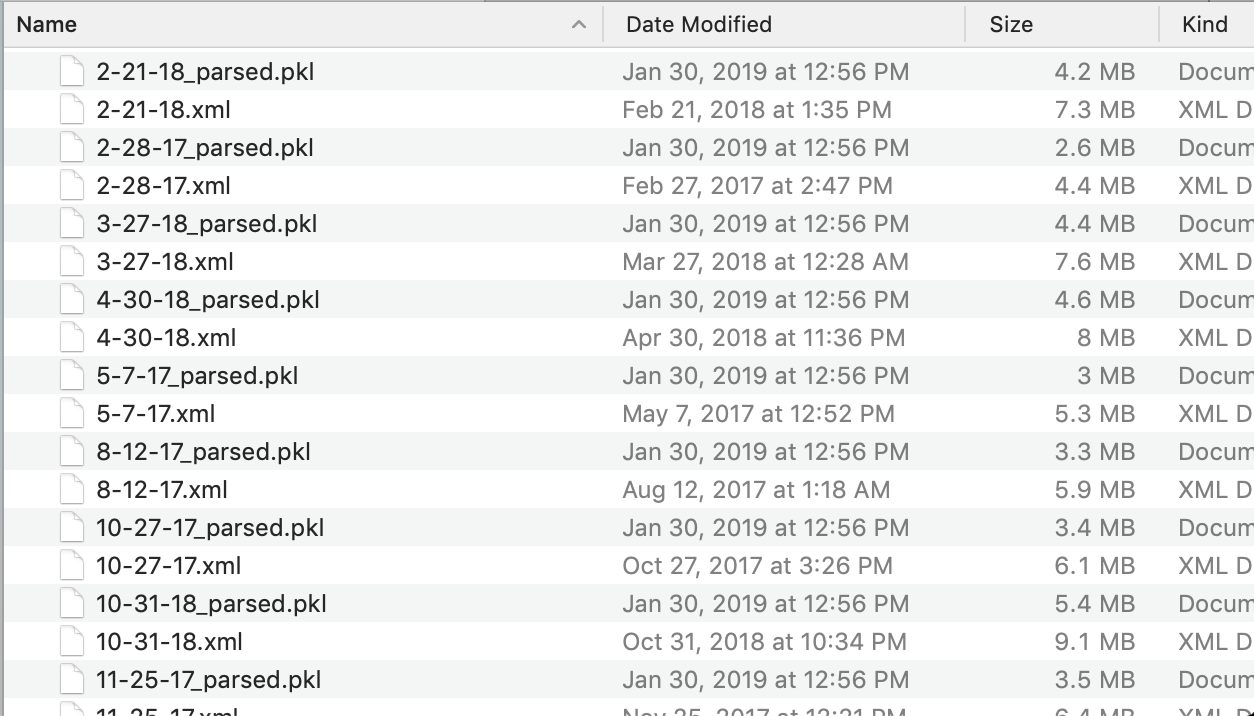 Name Date Modified Size Kind
2-21-18_parsed.pkl Jan 30, 2019 at 12:56 PM 4.2 MB Docum
2-21-18.xml Feb 21, 2018 at 1:35 PM 7.3 MB XML D
2-28-17_parsed.pkl Jan 30, 2019 at 12:56 PM 2.6 MB Docum
2-28-17.xml Feb 27, 2017 at 2:47 PM 4.4 MB XML D
3-27-18_parsed.pkl Jan 30, 2019 at 12:56 PM 4.4 MB Docum
3-27-18.xml Mar 27, 2018 at 12:28 AM 7.6 MB XML D
4-30-18_parsed.pkl Jan 30, 2019 at 12:56 PM 4.6 MB Docum
4-30-18.xml Apr 30, 2018 at 11:36 PM 8 MB XML D
5-7-17_parsed.pkl Jan 30, 2019 at 12:56 PM 3 MB Docum
5-7-17.xml May 7, 2017 at 12:52 PM 5.3 MB XML D
8-12-17_parsed.pkl Jan 30, 2019 at 12:56 PM 3.3 MB Docum
8-12-17.xml Aug 12, 2017 at 1:18 AM 5.9 MB XML D
10-27-17_parsed.pkl Jan 30, 2019 at 12:56 PM 3.4 MB Docum
10-27-17.xml Oct 27, 2017 at 3:26 PM 6.1 MB XML D
10-31-18_parsed.pkl Jan 30, 2019 at 12:56 PM 5.4 MB Docum
10-31-18.xml Oct 31, 2018 at 10:34 PM 9.1 MB XML D
11-25-17_parsed.pkl Jan 30, 2019 at 12:56 PM 3.5 MB Docum
11-25-17.xml Nov 25, 2017 at PM MB XML D